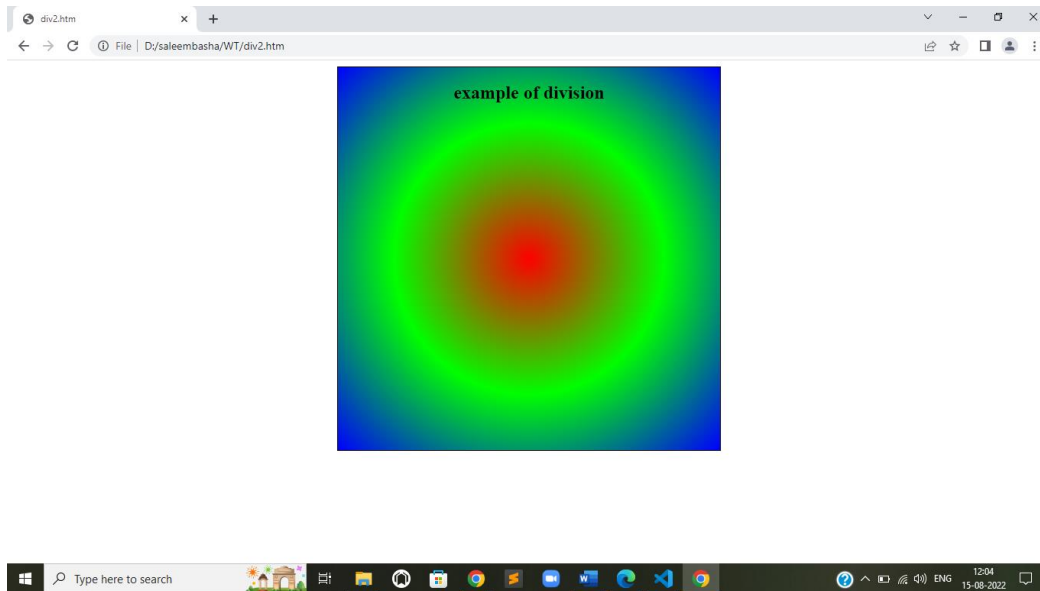 div2.htm
File D:/saleembasha/WT/div2.htm
example of division
Type here to search
ENG
12:04
15-08-2022